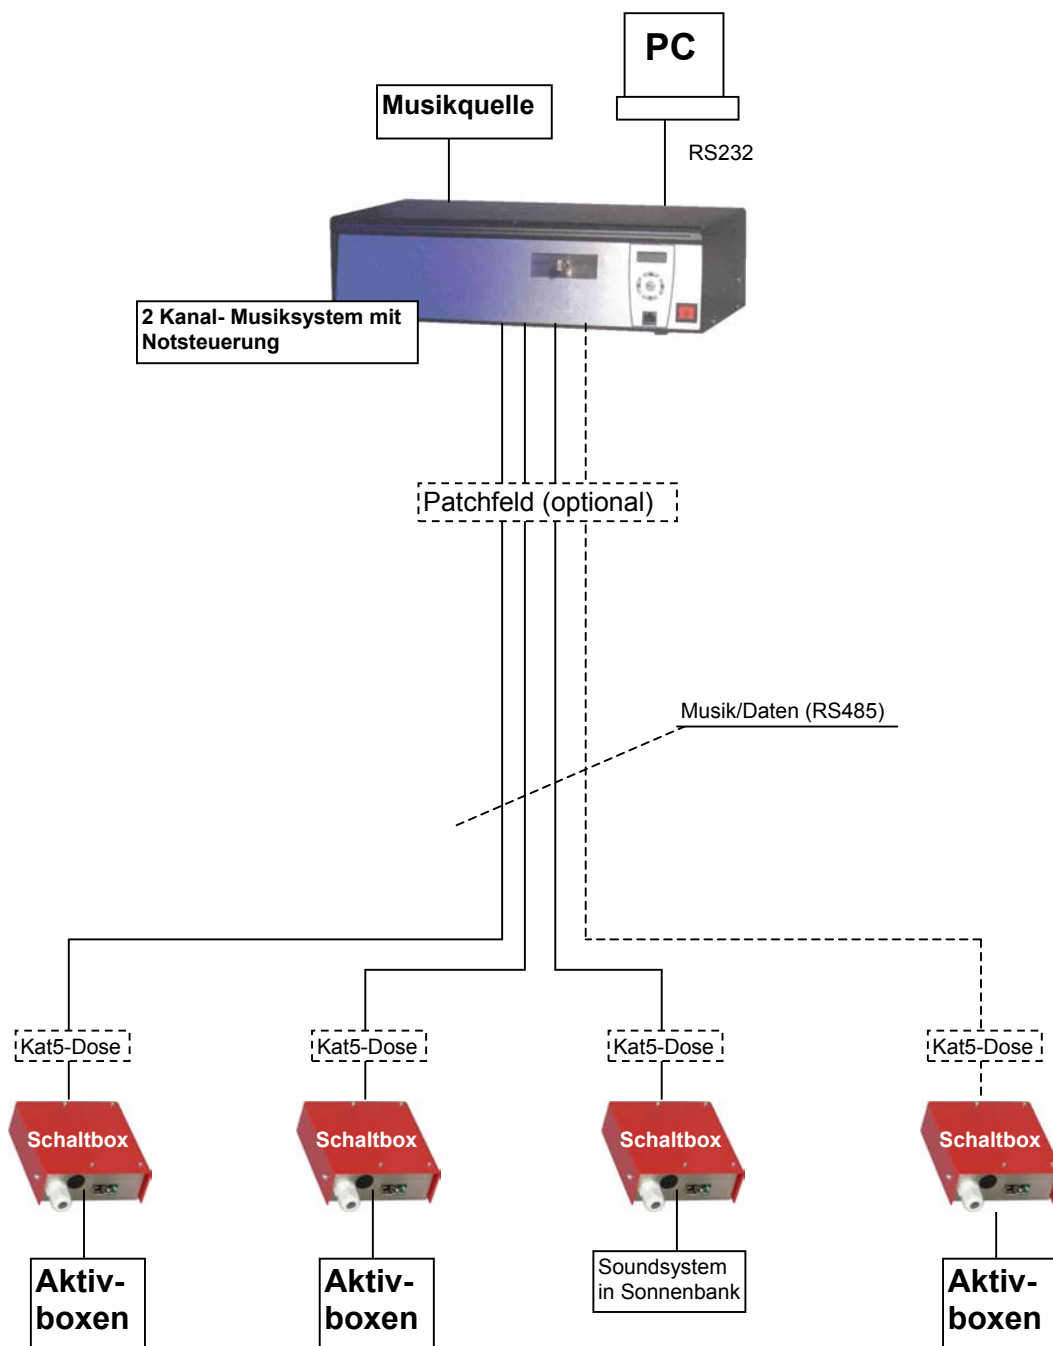 PC
Musikquelle
RS232
2 Kanal- Musiksystem mit
Notsteuerung
Patchfeld (optional)
Musik/Daten (RS485)
Kat5-Dose
Kat5-Dose
Kat5-Dose
Kat5-Dose
Schaltbox
Schaltbox
Schaltbox
Schaltbox
Aktiv-
boxen
Aktiv-
boxen
Soundsystem
in Sonnenbank
Aktiv-
boxen